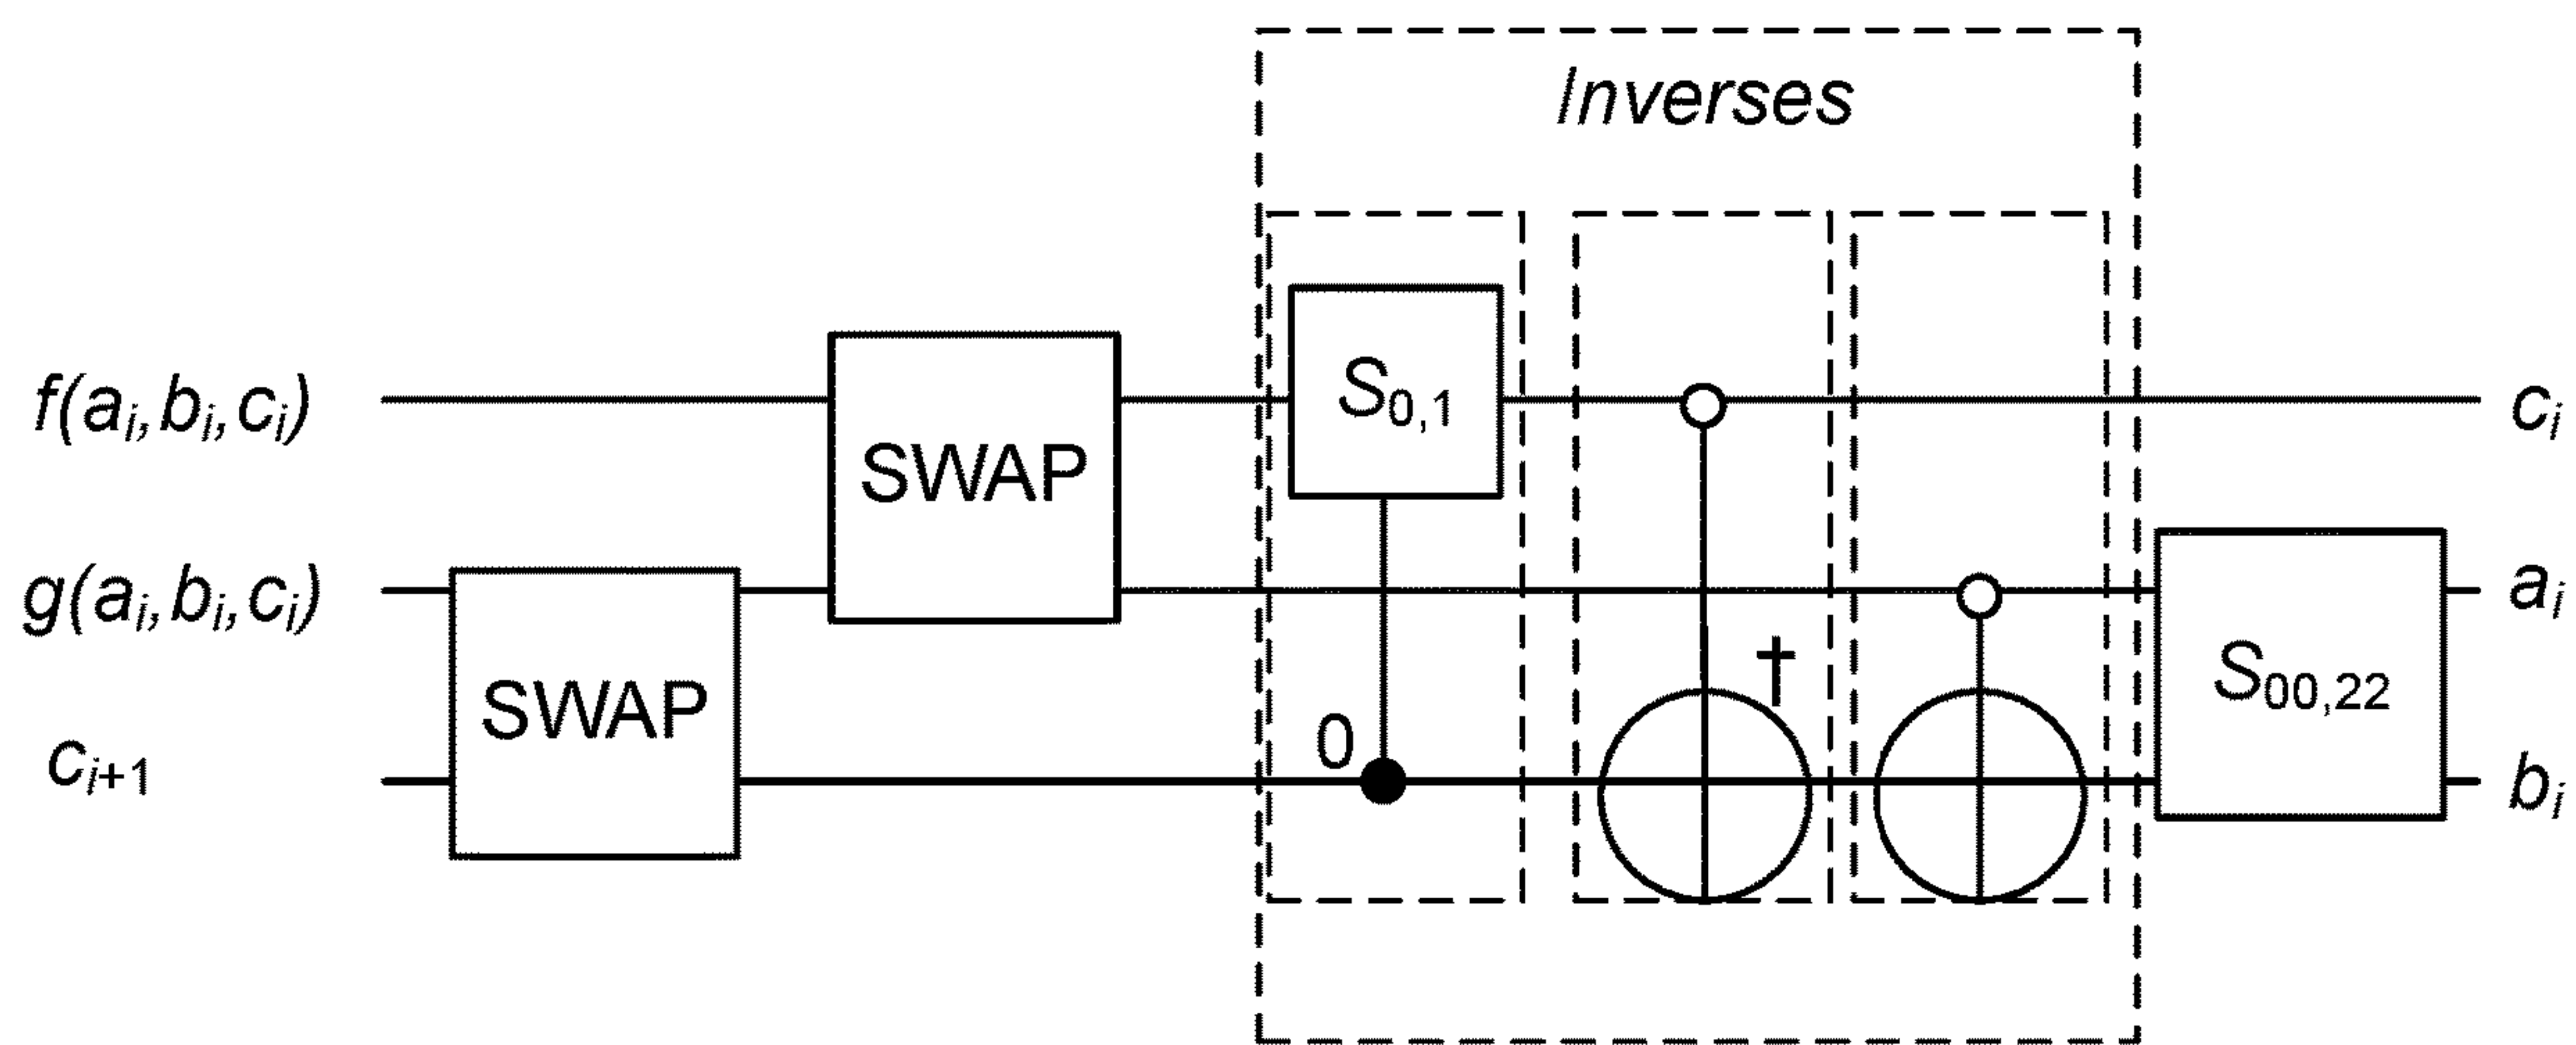 Inverses
S0,1
f(ai,bi,ci)
ci
SWAP
g(ai,bi,ci)
ai
†
S00,22
SWAP
0
ci+1
bi